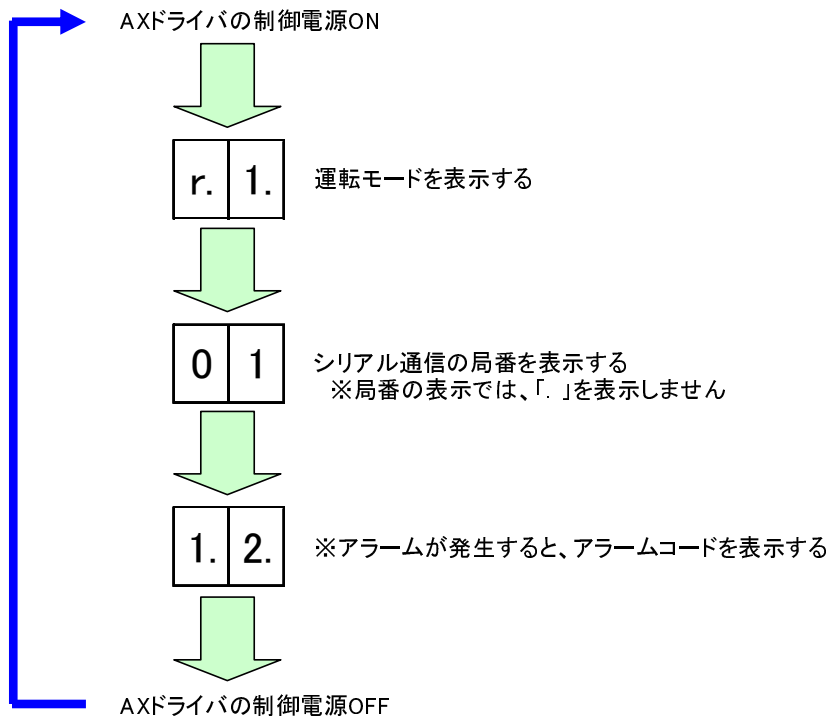 AXドライバの制御電源ON
r. 1. 運転モードを表示する
0 1 シリアル通信の局番を表示する
※局番の表示では、「. 」を表示しません
1. 2. ※アラームが発生すると、アラームコードを表示する
AXドライバの制御電源OFF